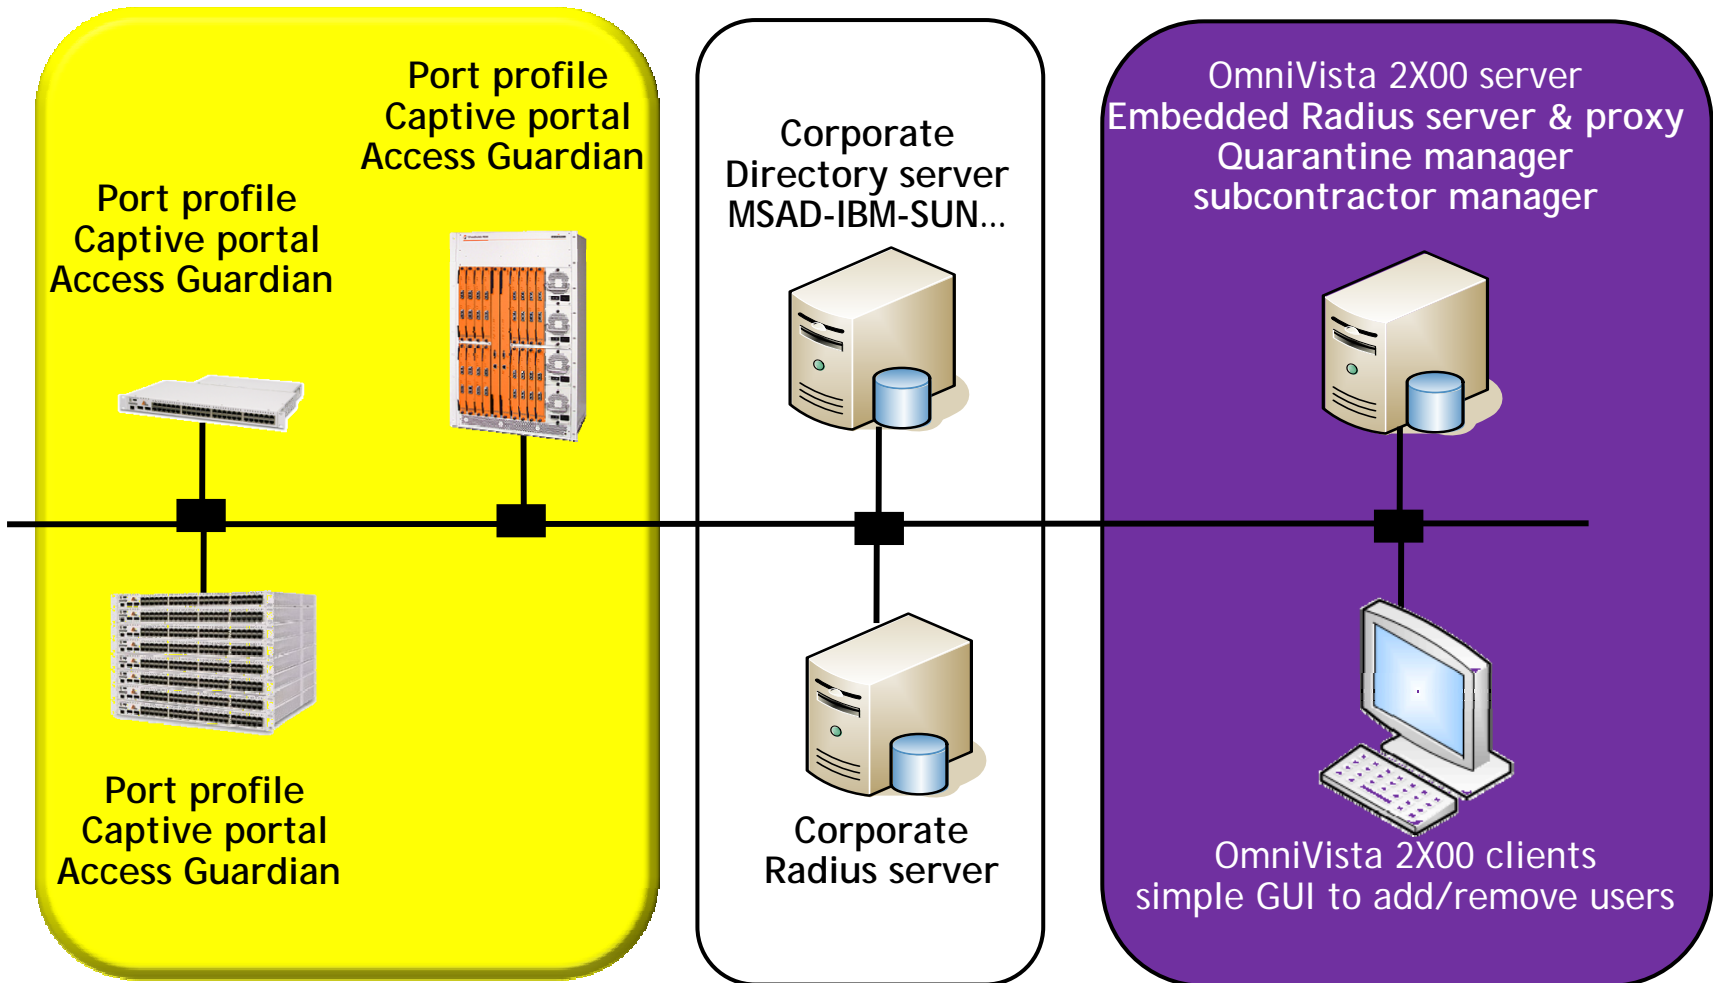 Port profile
Captive portal
Access Guardian
Port profile
Captive portal
Access Guardian
Port profile
Captive portal
Access Guardian
Corporate
Directory server
MSAD-IBM-SUN...
Corporate
Radius server
OmniVista 2X00 server
Embedded Radius server & proxy
Quarantine manager
subcontractor manager
OmniVista 2X00 clients
simple GUI to add/remove users